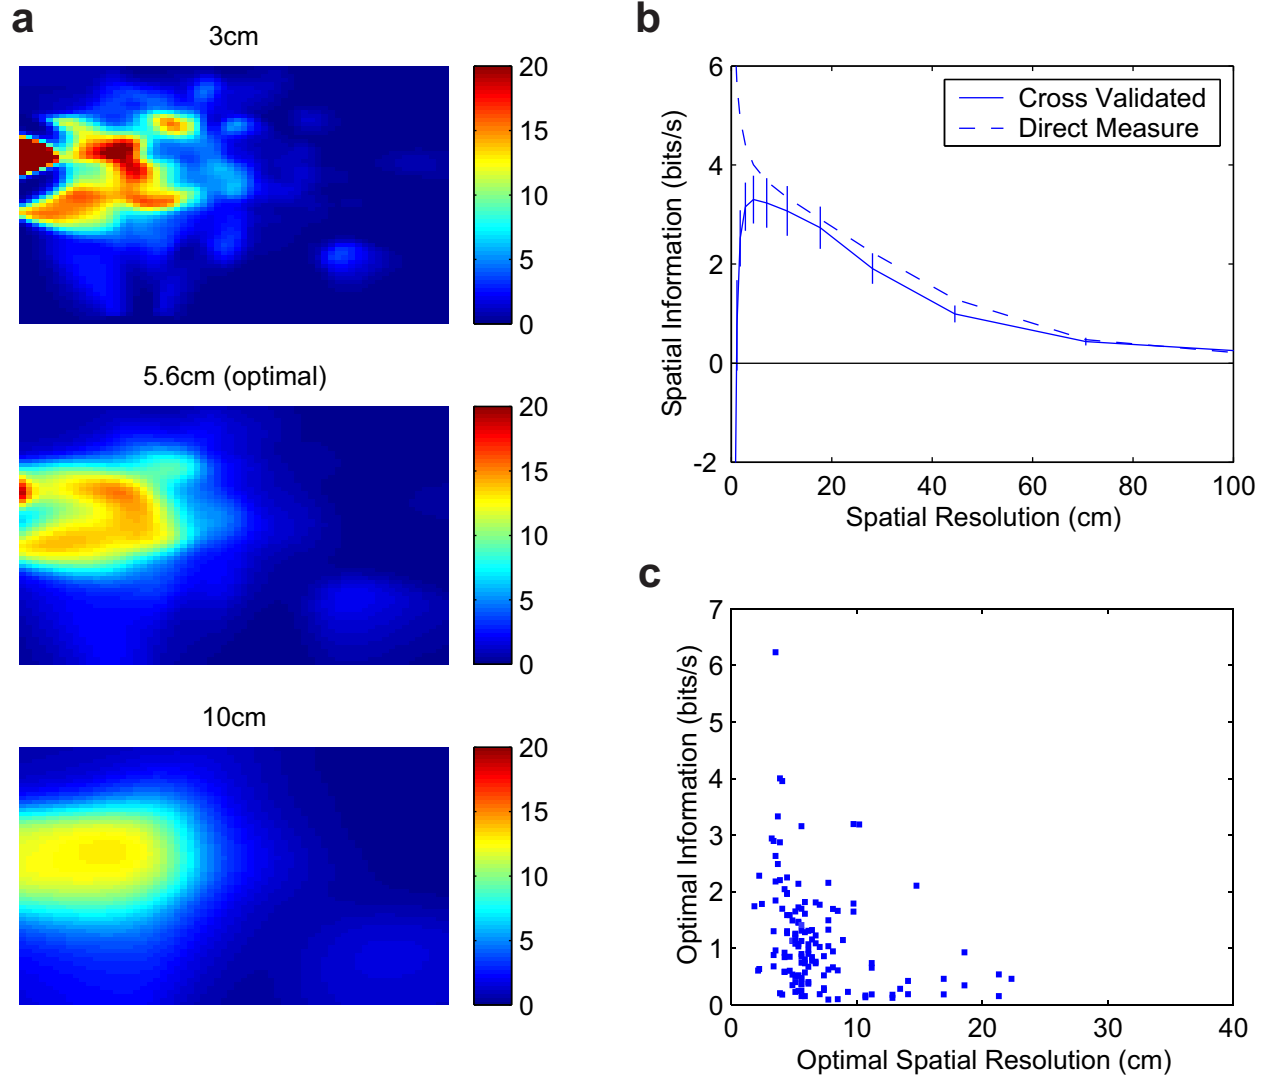 a
3cm
20
15
10
5
0
5.6cm (optimal)
20
15
10
5
0
10cm
20
15
10
5
0
b
Spatial Information (bits/s)
6
4
2
0
-2
Cross Validated
Direct Measure
0 20 40 60 80 100
Spatial Resolution (cm)
c
Optimal Information (bits/s)
7
6
5
4
3
2
1
0
0 10 20 30 40
Optimal Spatial Resolution (cm)